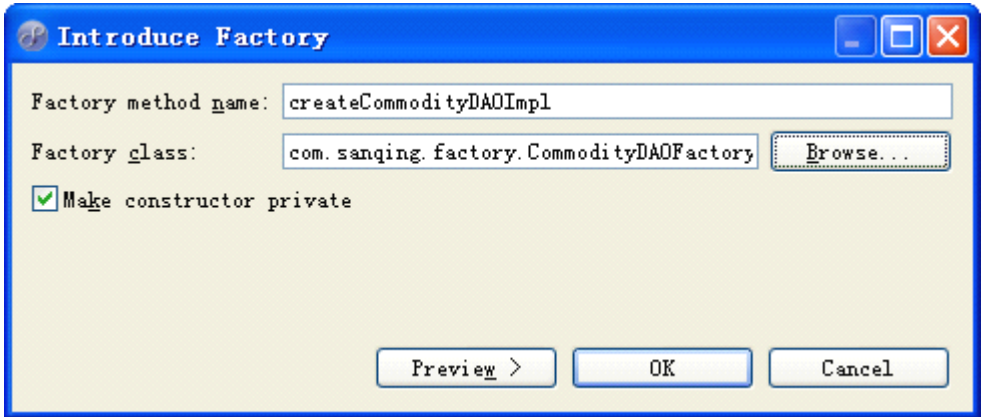 Introduce Factory
Factory method name: createCommodityDAOImpl
Factory class: com.sanqing.factory.CommodityDAOFactory Browse...
Make constructor private
Preview > OK Cancel